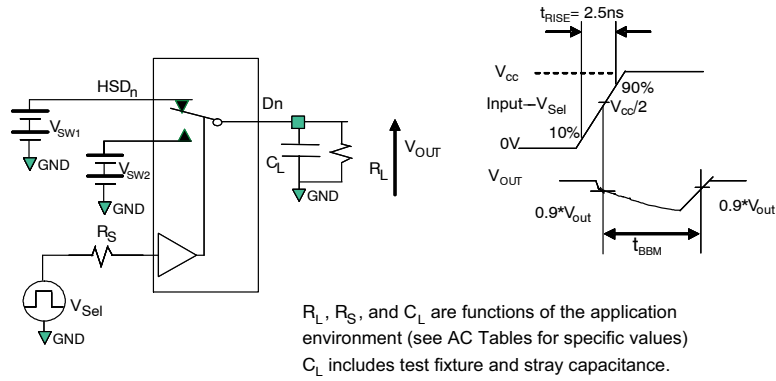 tRISE= 2.5ns
Vcc
90%
Input–VSel
Vcc/2
10%
0V
VOUT
0.9*Vout
0.9*Vout
tBBM
HSDn
Dn
VSW1
GND
VSW2
GND
CL
RL
VOUT
GND
RS
VSel
GND
RL, RS, and CL are functions of the application
environment (see AC Tables for specific values)
CL includes test fixture and stray capacitance.